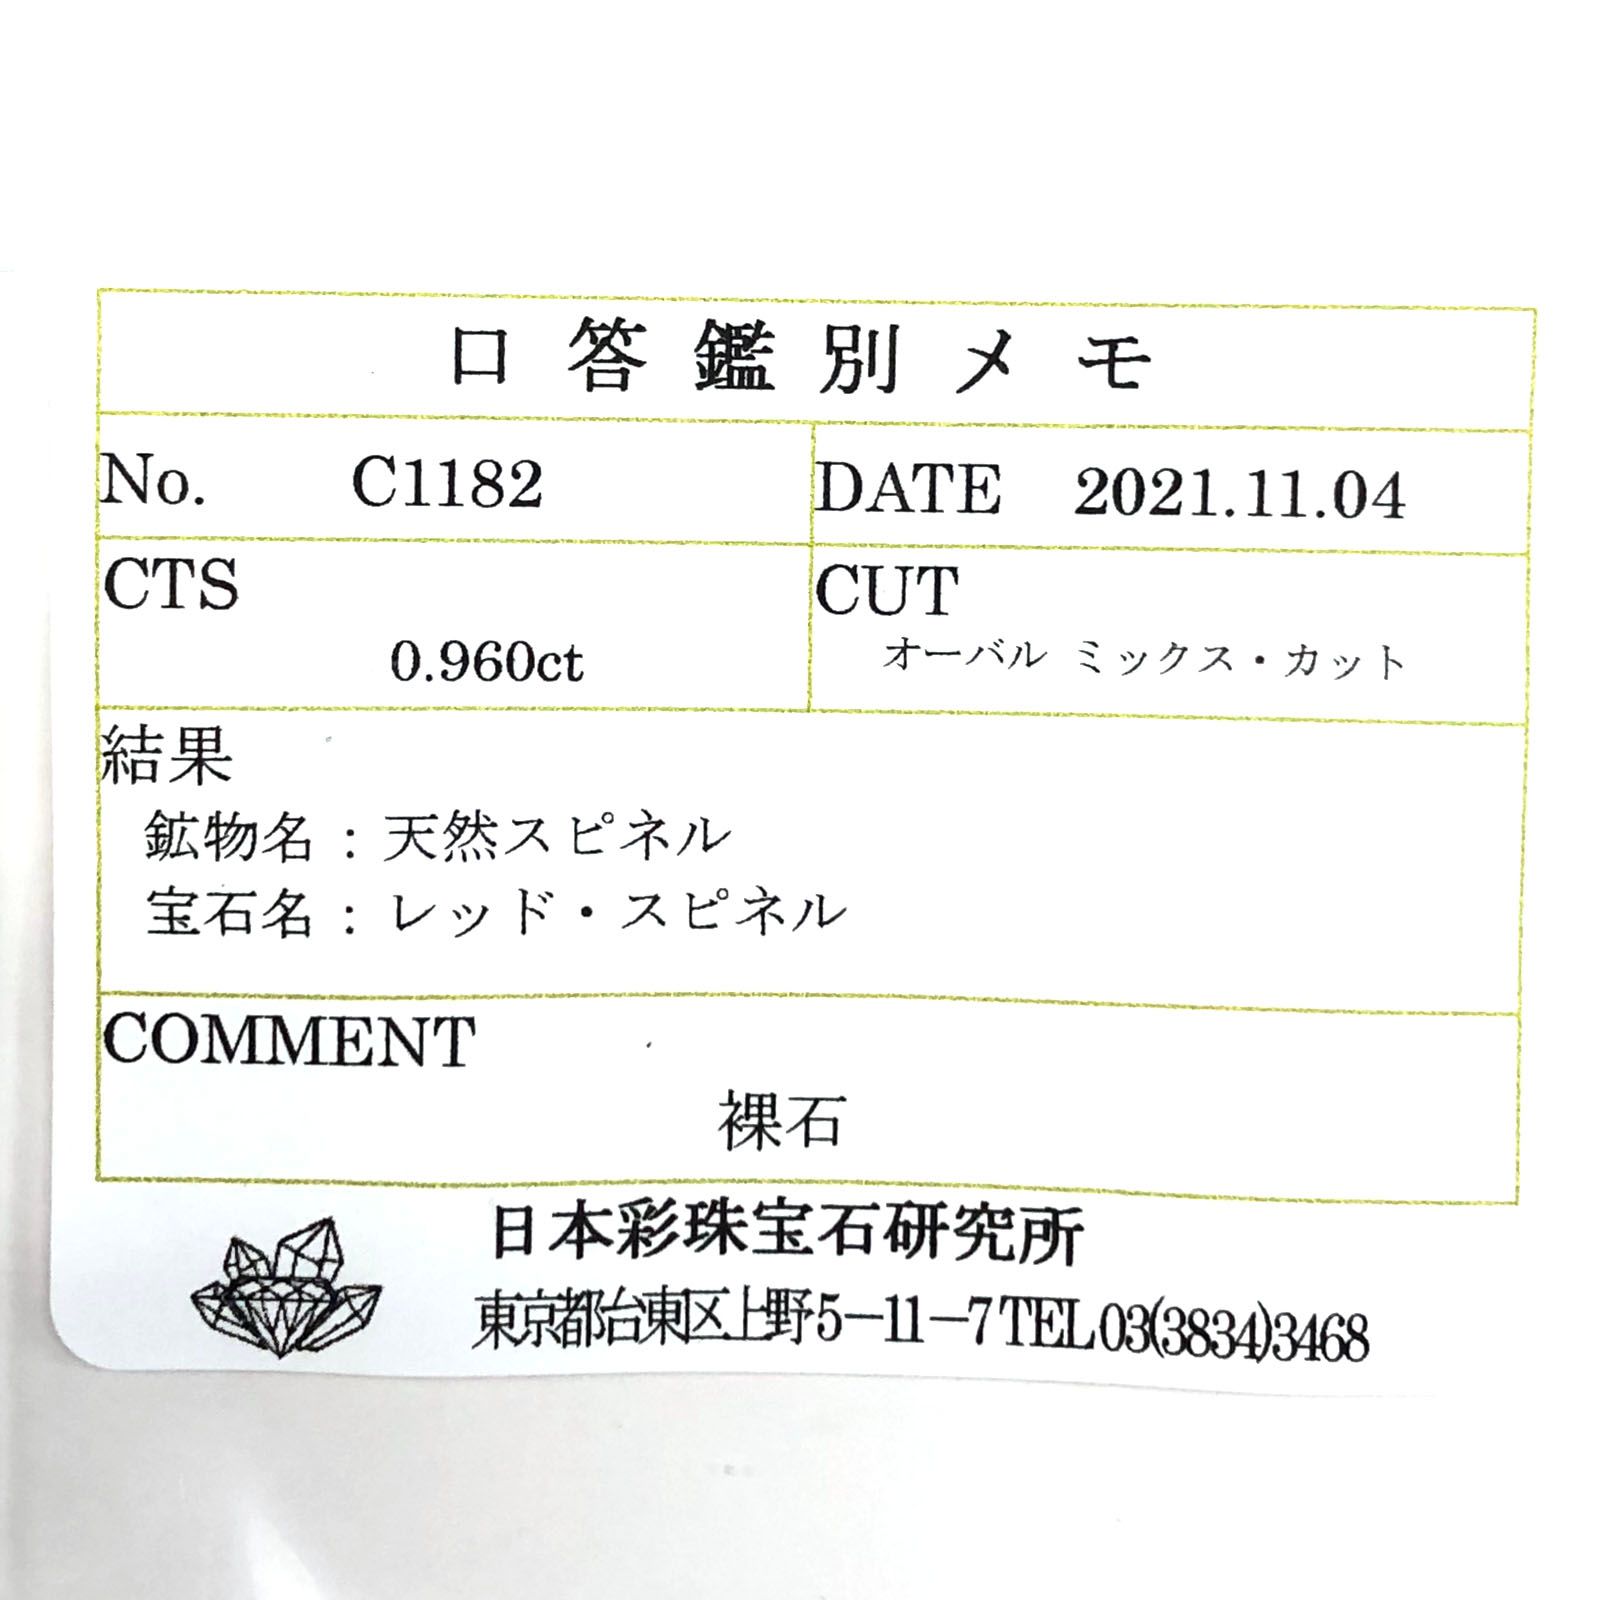 口答鑑別メモ
No. C1182 DATE 2021.11.04
CTS CUT
0.960ct オーバル ミックス・カット
結果
鉱物名：天然スピネル
宝石名：レッド・スピネル
COMMENT
裸石
日本彩珠宝石研究所
東京都台東区上野5－11－7 TEL 03(3834)3468